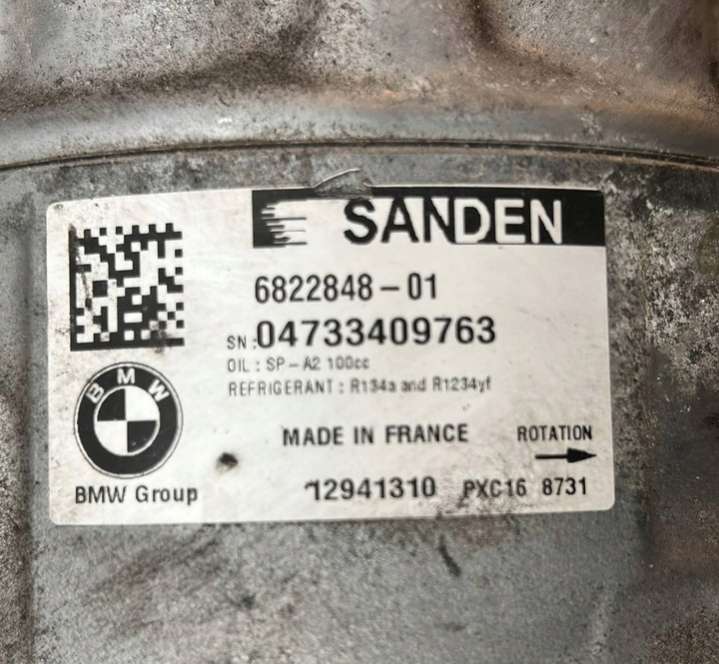 SANDEN
6822848-01
SN:04733409763
OIL : SP-A2 100cc
REFRIGERANT : R134a and R1234yf
BMW
MADE IN FRANCE ROTATION
BMW Group 12941310 PXC16 8731